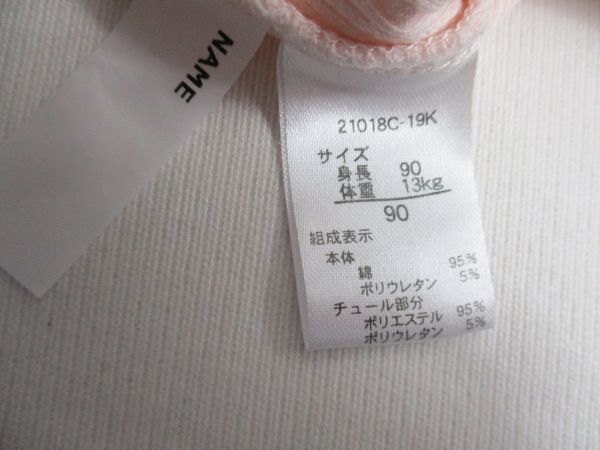 NAME
21018C-19K
サイズ
身長 90
体重 13kg
90
組成表示
本体
綿 95%
ポリウレタン 5%
チュール部分
ポリエステル 95%
ポリウレタン 5%